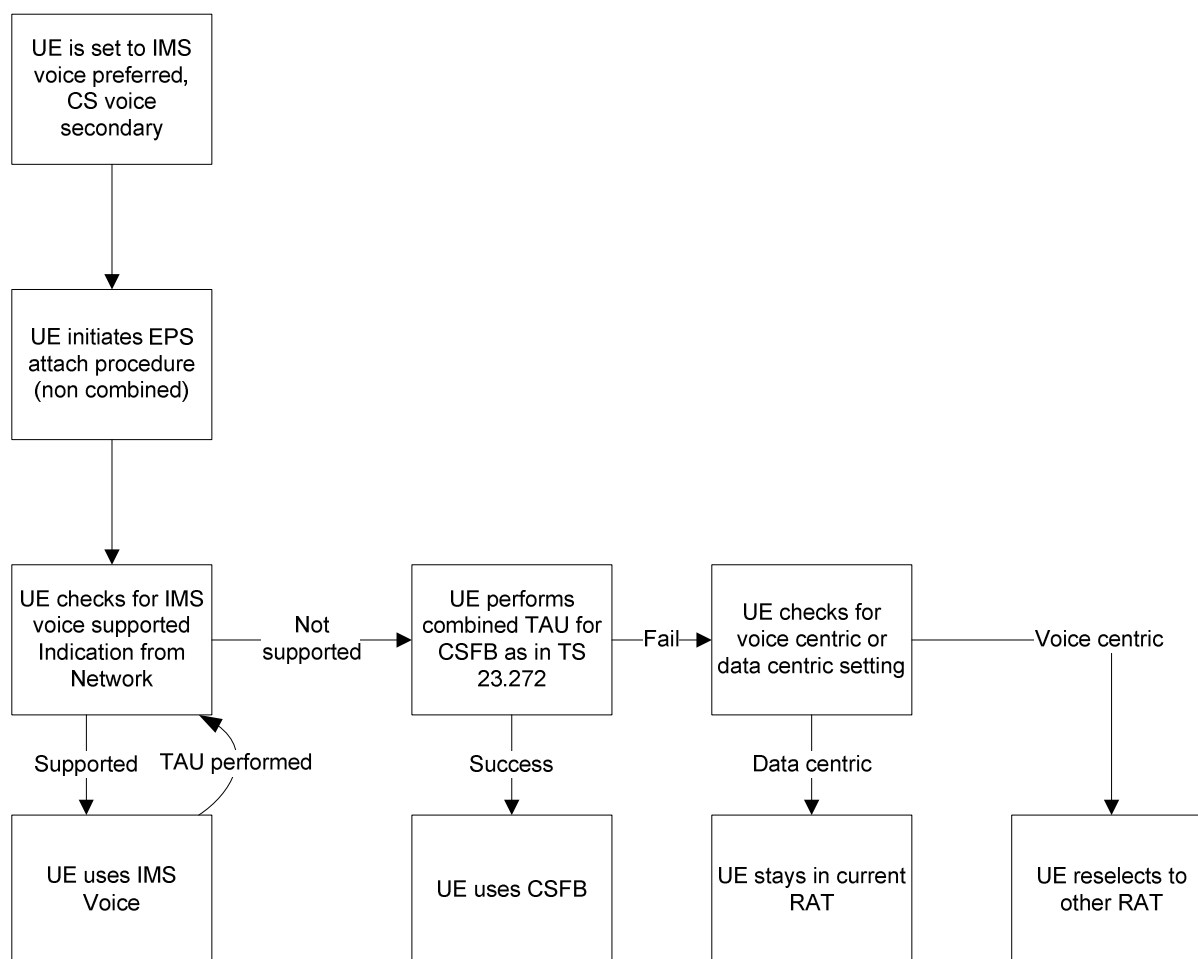 UE is set to IMS
voice preferred,
CS voice
secondary
UE initiates EPS
attach procedure
(non combined)
UE checks for IMS
voice supported
Indication from
Network
Not
supported
UE performs
combined TAU for
CSFB as in TS
23.272
Fail
UE checks for
voice centric or
data centric setting
Voice centric
Supported
TAU performed
Success
Data centric
UE uses IMS
Voice
UE uses CSFB
UE stays in current
RAT
UE reselects to
other RAT